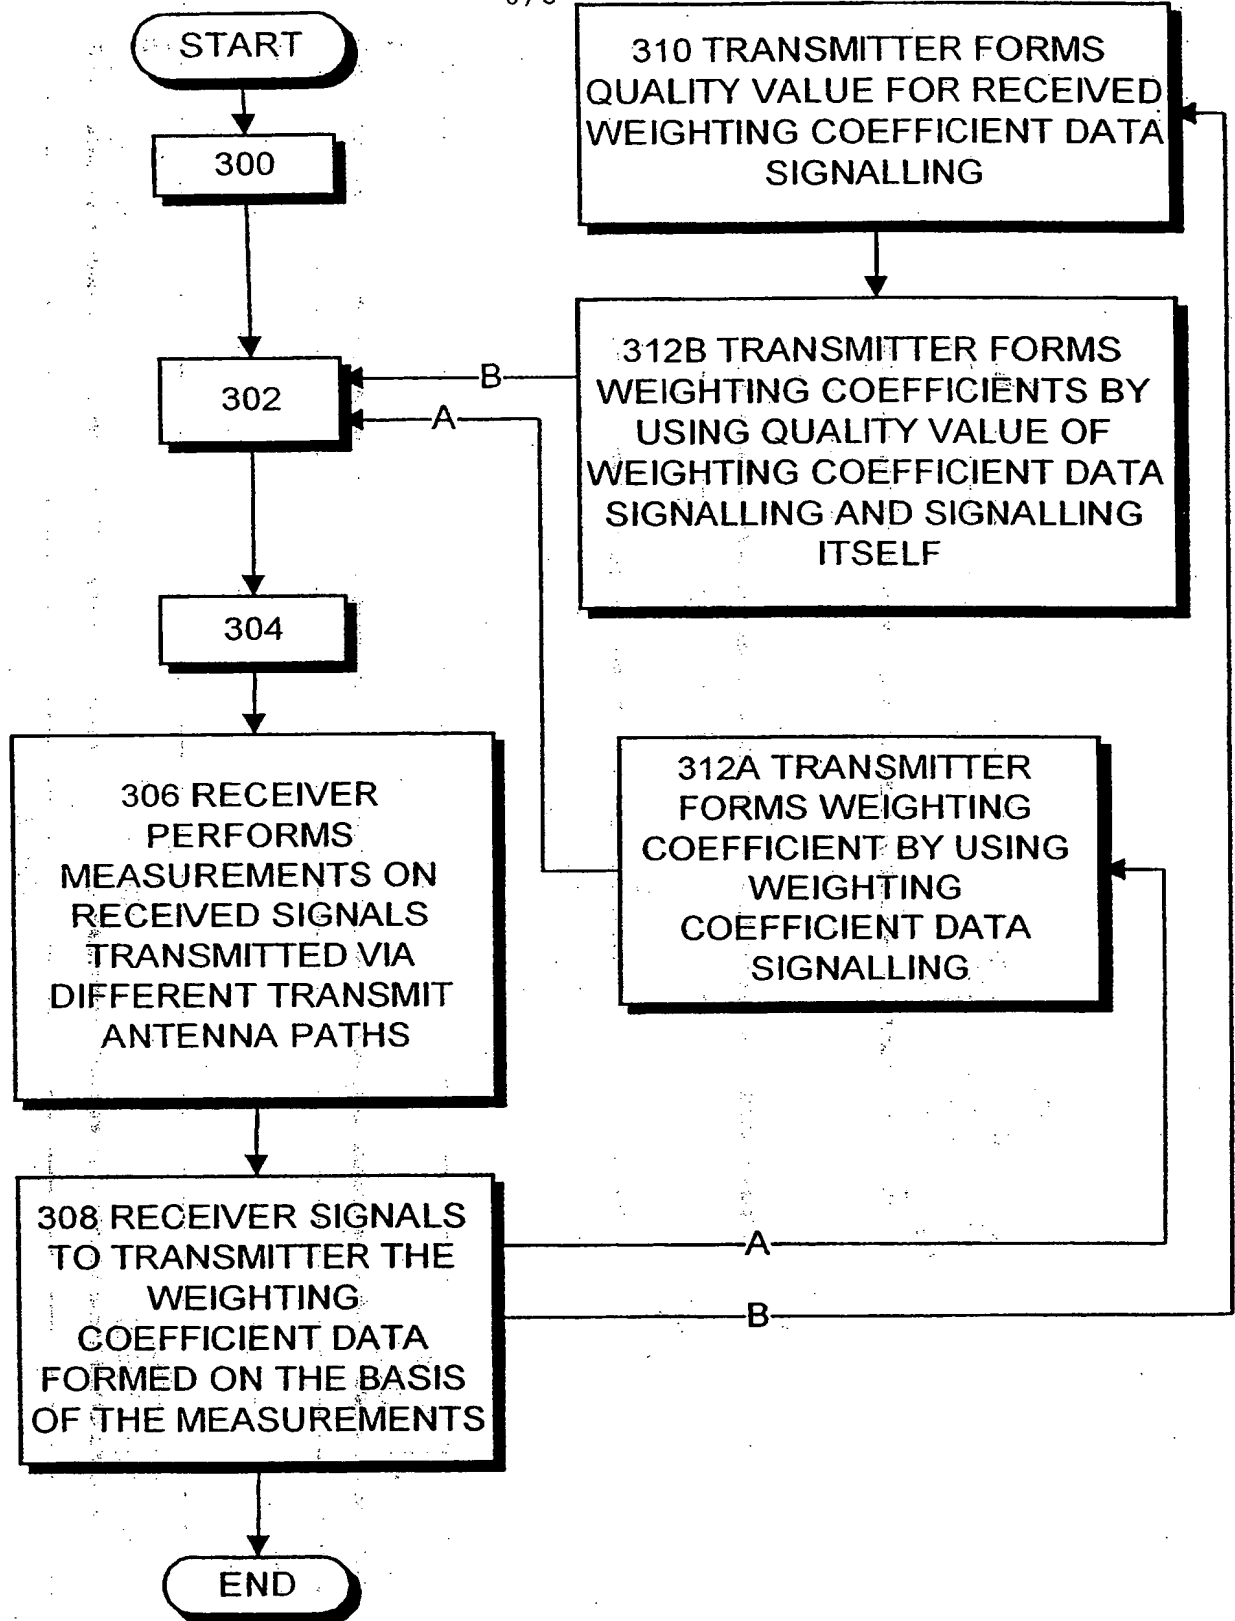 START
300
302
304
306 RECEIVER
PERFORMS
MEASUREMENTS ON
RECEIVED SIGNALS
TRANSMITTED VIA
DIFFERENT TRANSMIT
ANTENNA PATHS
308 RECEIVER SIGNALS
TO TRANSMITTER THE
WEIGHTING
COEFFICIENT DATA
FORMED ON THE BASIS
OF THE MEASUREMENTS
END
310 TRANSMITTER FORMS
QUALITY VALUE FOR RECEIVED
WEIGHTING COEFFICIENT DATA
SIGNALLING
312B TRANSMITTER FORMS
WEIGHTING COEFFICIENTS BY
USING QUALITY VALUE OF
WEIGHTING COEFFICIENT DATA
SIGNALLING AND SIGNALLING
ITSELF
B
A
312A TRANSMITTER
FORMS WEIGHTING
COEFFICIENT BY USING
WEIGHTING
COEFFICIENT DATA
SIGNALLING
A
B